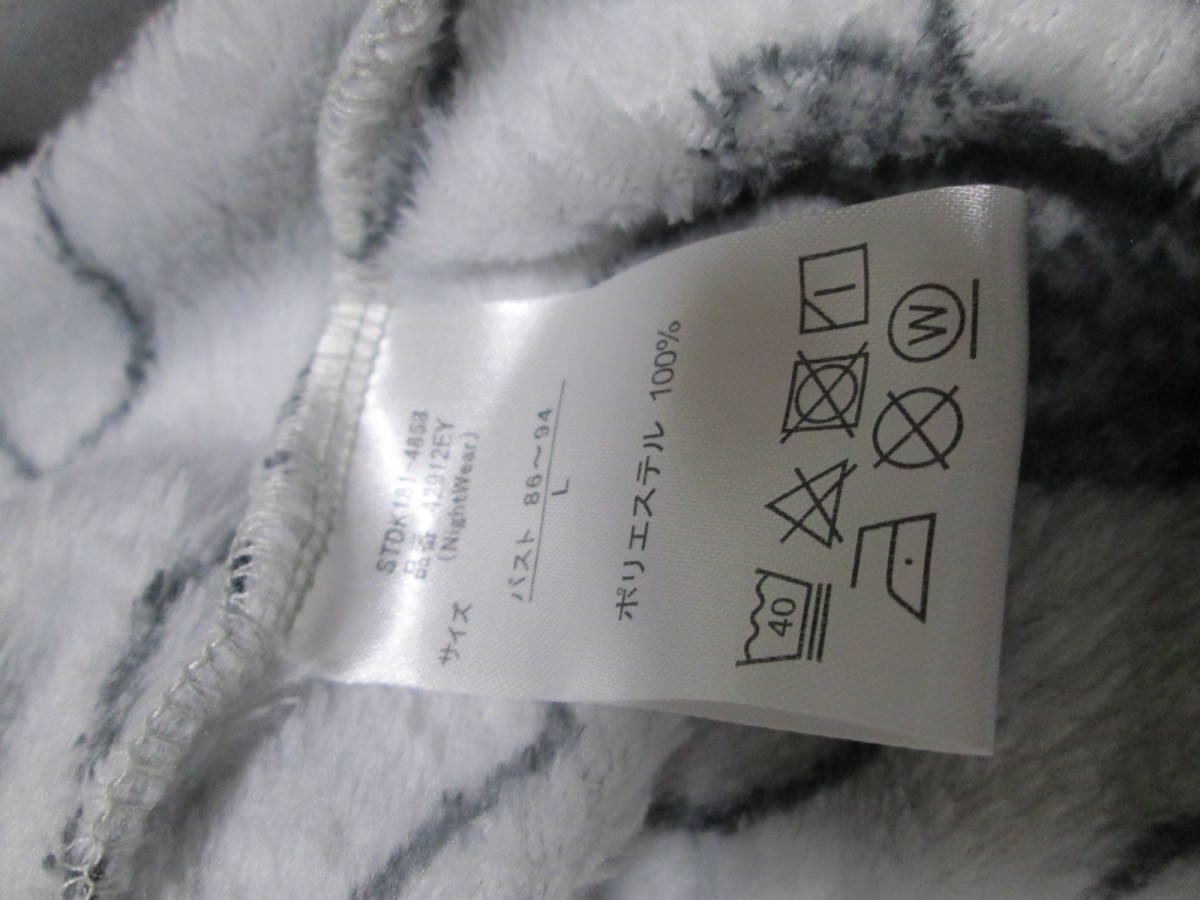 STDK181-4858
品番 42912EY
(NightWear)
サイズ
バスト 86～94
L
ポリエステル 100%
40
W